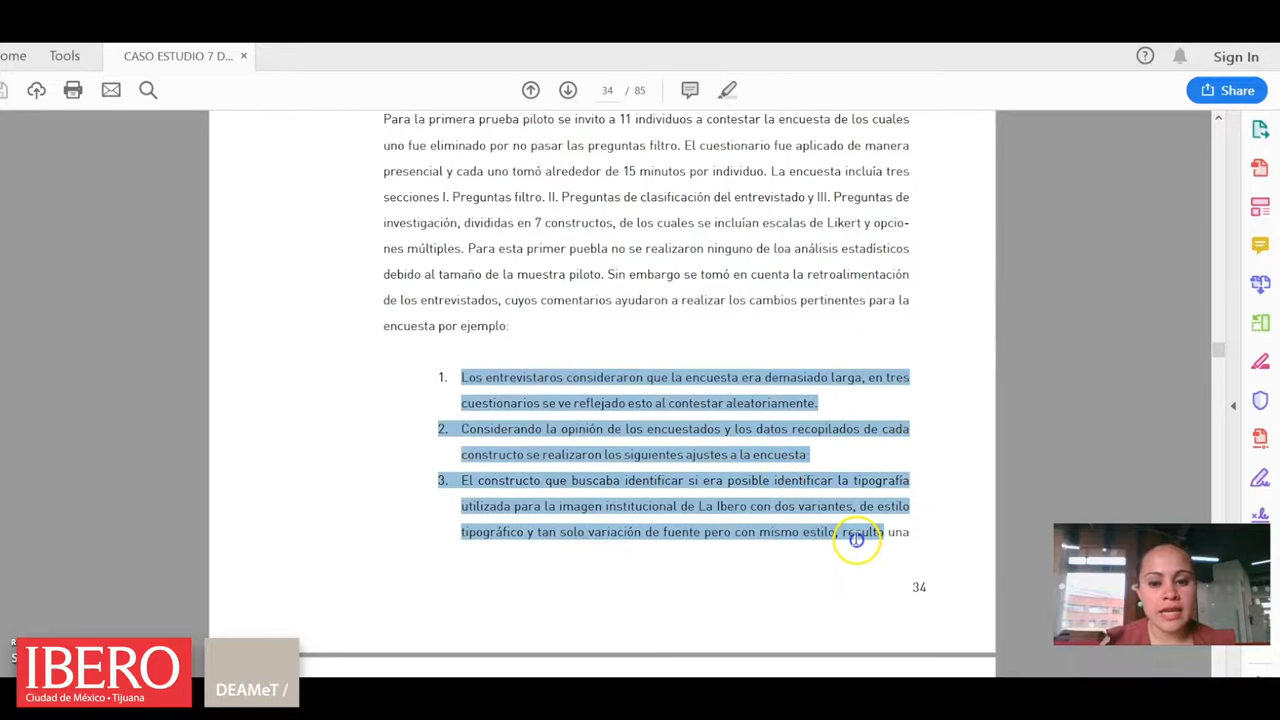 ome Tools CASO ESTUDIO 7 D... × Sign In
34 / 85 Share
Para la primera prueba piloto se invito a 11 individuos a contestar la encuesta de los cuales
uno fue eliminado por no pasar las preguntas filtro. El cuestionario fue aplicado de manera
presencial y cada uno tomó alrededor de 15 minutos por individuo. La encuesta incluía tres
secciones I. Preguntas filtro. II. Preguntas de clasificación del entrevistado y III. Preguntas de
investigación, divididas en 7 constructos, de los cuales se incluían escalas de Likert y opcio-
nes múltiples. Para esta primer puebla no se realizaron ninguno de loa análisis estadísticos
debido al tamaño de la muestra piloto. Sin embargo se tomó en cuenta la retroalimentación
de los entrevistados, cuyos comentarios ayudaron a realizar los cambios pertinentes para la
encuesta por ejemplo:
1. Los entrevistaros consideraron que la encuesta era demasiado larga, en tres
cuestionarios se ve reflejado esto al contestar aleatoriamente.
2. Considerando la opinión de los encuestados y los datos recopilados de cada
constructo se realizaron los siguientes ajustes a la encuesta:
3. El constructo que buscaba identificar si era posible identificar la tipografía
utilizada para la imagen institucional de La Ibero con dos variantes, de estilo
tipográfico y tan solo variación de fuente pero con mismo estilo, resulto una
34
IBERO
Ciudad de México • Tijuana
DEAMeT /